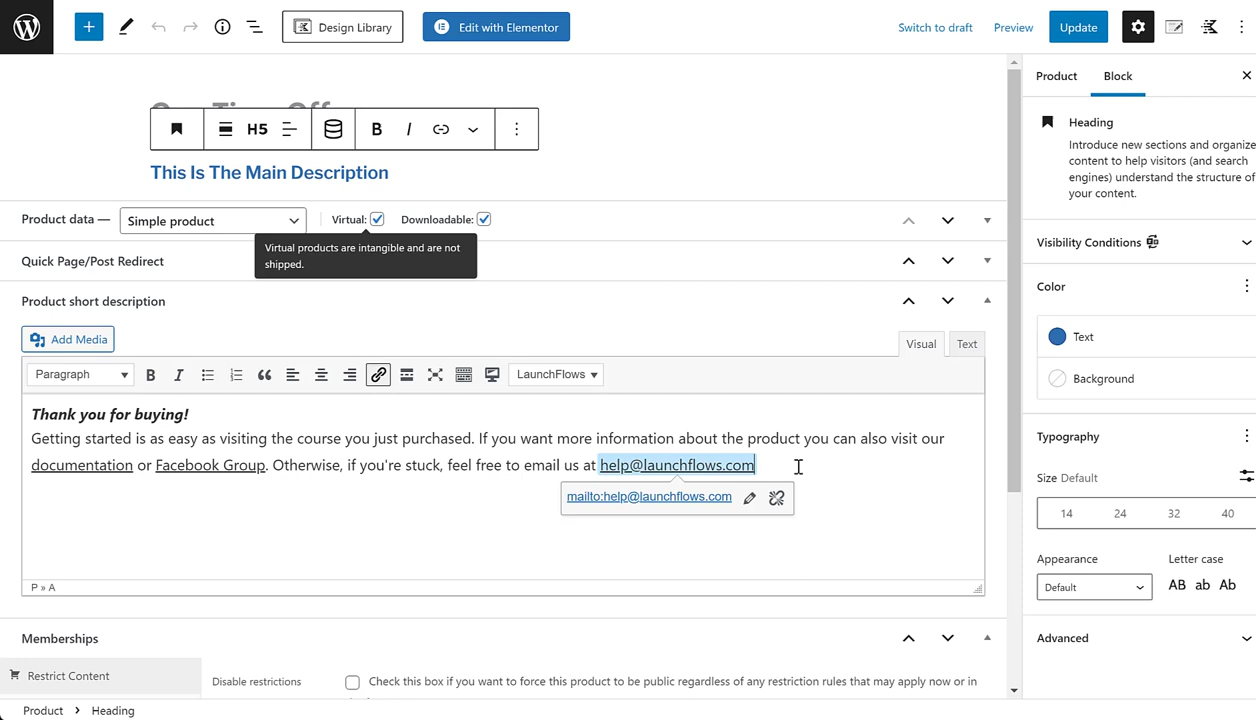 Design Library
Edit with Elementor
Switch to draft
Preview
Update
Product
Block
Heading
Introduce new sections and organize
content to help visitors (and search
engines) understand the structure of
your content.
H5
B I
This Is The Main Description
Product data —
Simple product
Virtual:
Downloadable:
Virtual products are intangible and are not
shipped.
Quick Page/Post Redirect
Product short description
Add Media
Visual
Text
Paragraph
B I
LaunchFlows
Thank you for buying!
Getting started is as easy as visiting the course you just purchased. If you want more information about the product you can also visit our
documentation or Facebook Group. Otherwise, if you're stuck, feel free to email us at help@launchflows.com
mailto:help@launchflows.com
P » A
Memberships
Restrict Content
Disable restrictions
Check this box if you want to force this product to be public regardless of any restriction rules that may apply now or in
Product > Heading
Visibility Conditions
Color
Text
Background
Typography
Size Default
14 24 32 40
Appearance
Letter case
Default
AB ab Ab
Advanced